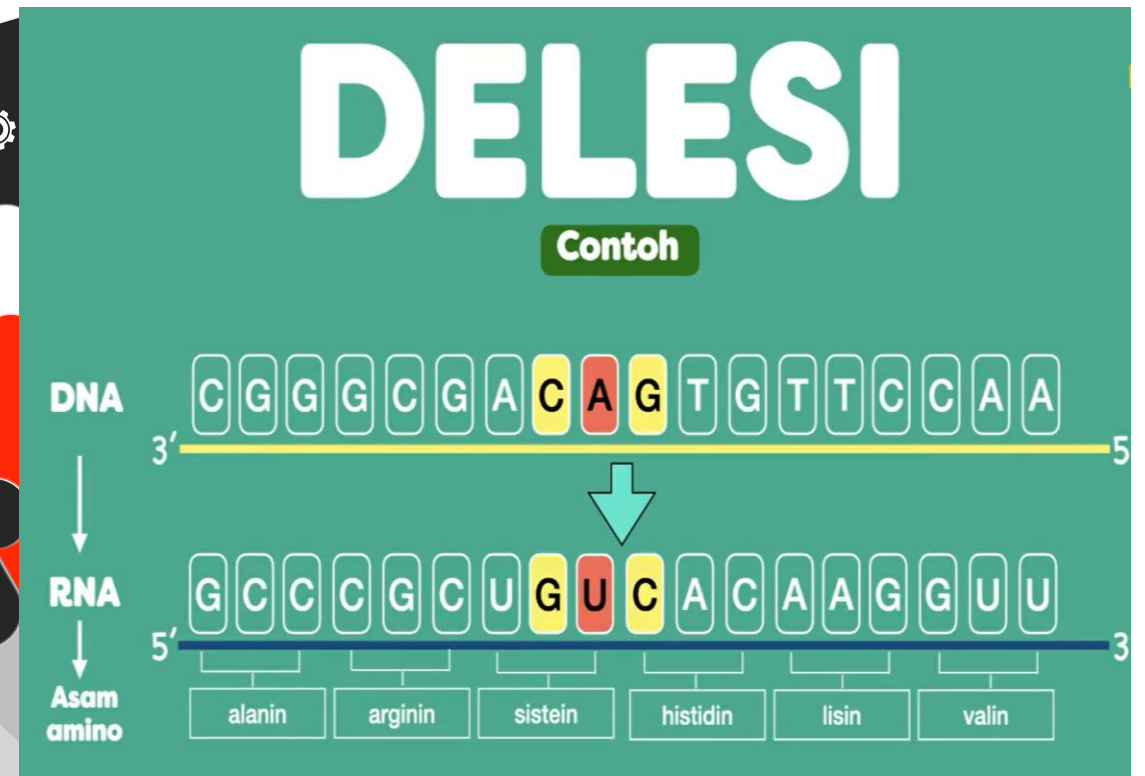 DELESI
Contoh
DNA
C G G G C G A C A G T G T T C C A A
3′ 5
RNA
G C C C G C U G U C A C A A G G U U
5′ 3
Asam
amino
alanin arginin sistein histidin lisin valin